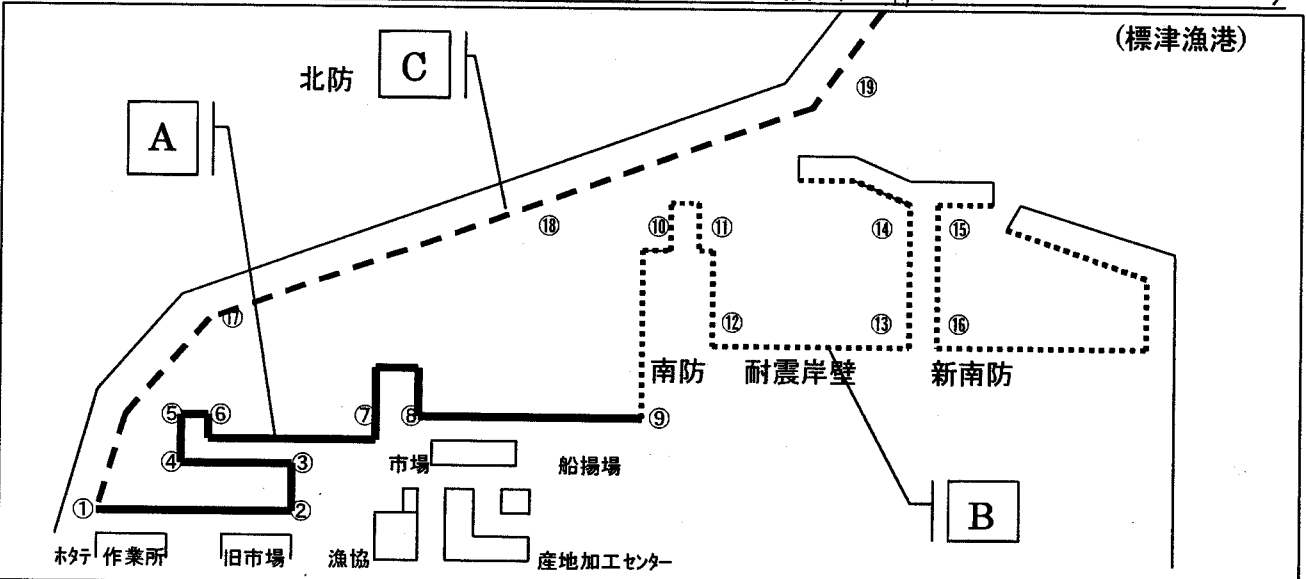 (標津漁港)
北防
C
A
⑲
⑱
⑩
⑪
⑭
⑮
⑰
⑫
⑬
⑯
南防
耐震岸壁
新南防
⑤
⑥
⑦
⑧
⑨
④
③
市場
船揚場
①
②
B
ホタテ
作業所
旧市場
漁協
産地加工センター